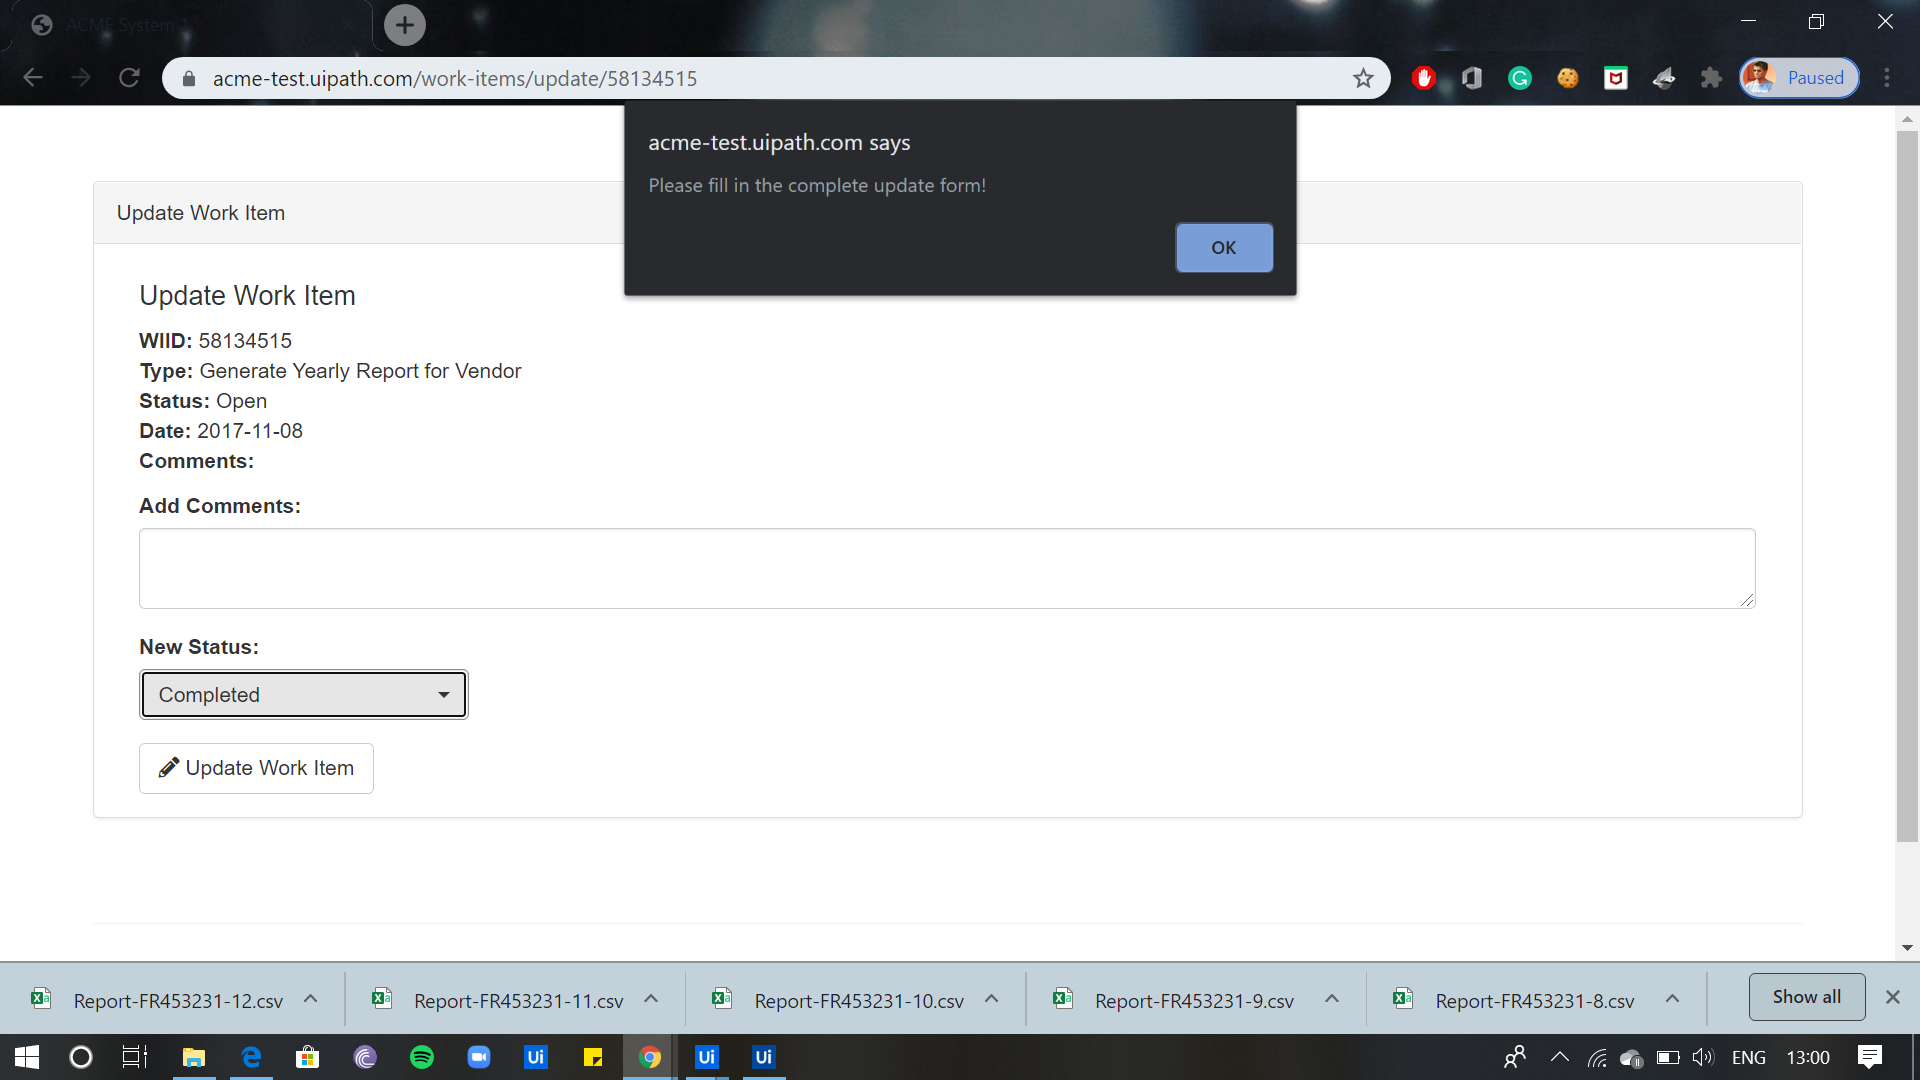 ACME System 1
acme-test.uipath.com/work-items/update/58134515
Paused
acme-test.uipath.com says
Please fill in the complete update form!
OK
Update Work Item
Update Work Item
WIID: 58134515
Type: Generate Yearly Report for Vendor
Status: Open
Date: 2017-11-08
Comments:
Add Comments:
New Status:
Completed
Update Work Item
Report-FR453231-12.csv
Report-FR453231-11.csv
Report-FR453231-10.csv
Report-FR453231-9.csv
Report-FR453231-8.csv
Show all
Ui
Ui
Ui
ENG
13:00